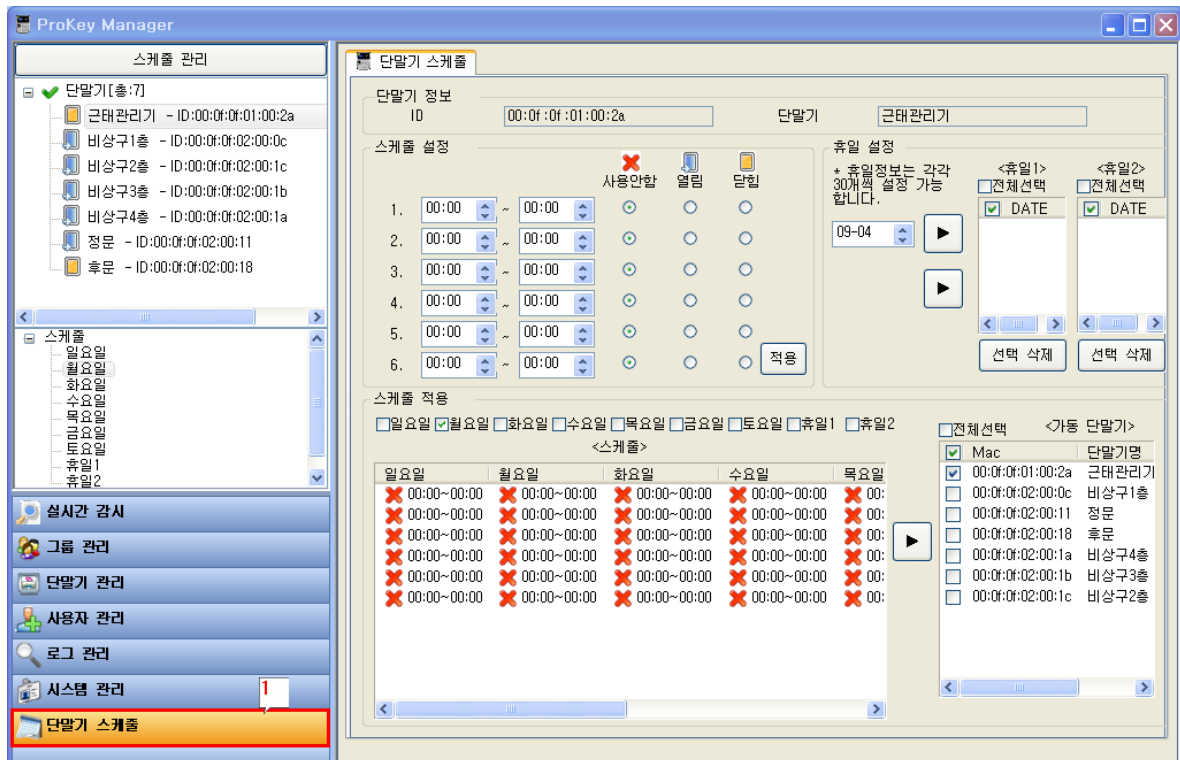 ProKey Manager
스케줄 관리
단말기[총:7]
근태관리기 - ID:00:0f:0f:01:00:2a
비상구1층 - ID:00:0f:0f:02:00:0c
비상구2층 - ID:00:0f:0f:02:00:1c
비상구3층 - ID:00:0f:0f:02:00:1b
비상구4층 - ID:00:0f:0f:02:00:1a
정문 - ID:00:0f:0f:02:00:11
후문 - ID:00:0f:0f:02:00:18
스케줄
일요일
월요일
화요일
수요일
목요일
금요일
토요일
휴일1
휴일2
실시간 감시
그룹 관리
단말기 관리
사용자 관리
로그 관리
시스템 관리
1
단말기 스케줄
단말기 스케줄
단말기 정보
ID 00:0f:0f:01:00:2a 단말기 근태관리기
스케줄 설정
사용안함 열림 닫힘
1. 00:00 ~ 00:00
2. 00:00 ~ 00:00
3. 00:00 ~ 00:00
4. 00:00 ~ 00:00
5. 00:00 ~ 00:00
6. 00:00 ~ 00:00 적용
휴일 설정
* 휴일정보는 각각
30개씩 설정 가능
합니다.
09-04
<휴일1> <휴일2>
전체선택 전체선택
DATE DATE
선택 삭제 선택 삭제
스케줄 적용
일요일 월요일 화요일 수요일 목요일 금요일 토요일 휴일1 휴일2
<스케줄>
일요일 월요일 화요일 수요일 목요일
00:00~00:00 00:00~00:00 00:00~00:00 00:00~00:00 00:
00:00~00:00 00:00~00:00 00:00~00:00 00:00~00:00 00:
00:00~00:00 00:00~00:00 00:00~00:00 00:00~00:00 00:
00:00~00:00 00:00~00:00 00:00~00:00 00:00~00:00 00:
00:00~00:00 00:00~00:00 00:00~00:00 00:00~00:00 00:
00:00~00:00 00:00~00:00 00:00~00:00 00:00~00:00 00:
전체선택 <가동 단말기>
Mac 단말기명
00:0f:0f:01:00:2a 근태관리기
00:0f:0f:02:00:0c 비상구1층
00:0f:0f:02:00:11 정문
00:0f:0f:02:00:18 후문
00:0f:0f:02:00:1a 비상구4층
00:0f:0f:02:00:1b 비상구3층
00:0f:0f:02:00:1c 비상구2층